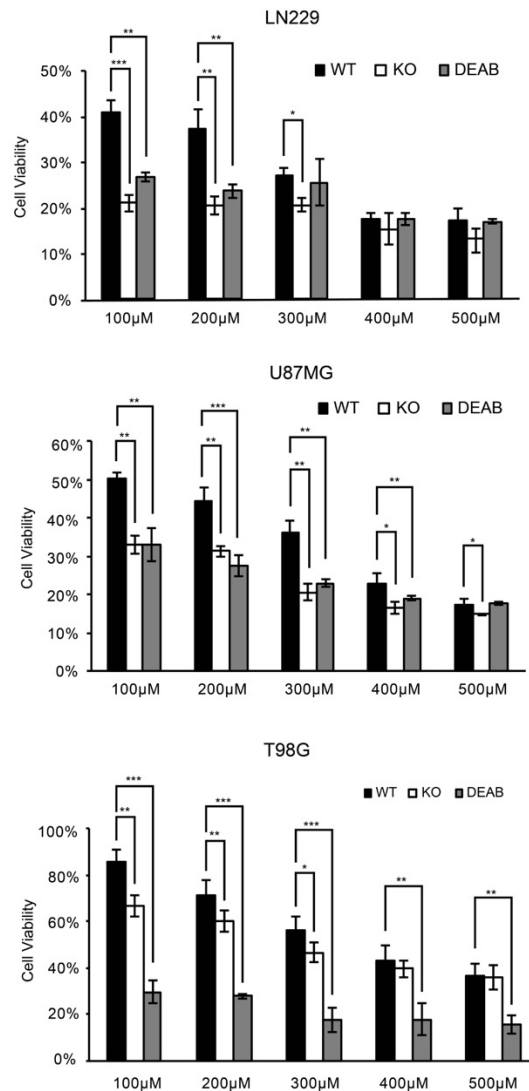 LN229
WT KO DEAB
Cell Viability
50%
40%
30%
20%
10%
0%
** **
*** **
*
100µM 200µM 300µM 400µM 500µM
U87MG
WT KO DEAB
Cell Viability
60%
50%
40%
30%
20%
10%
0%
** *** ** **
** ** ** * *
100µM 200µM 300µM 400µM 500µM
T98G
WT KO DEAB
Cell Viability
100%
80%
60%
40%
20%
0%
*** *** *** ** **
** ** *
100µM 200µM 300µM 400µM 500µM